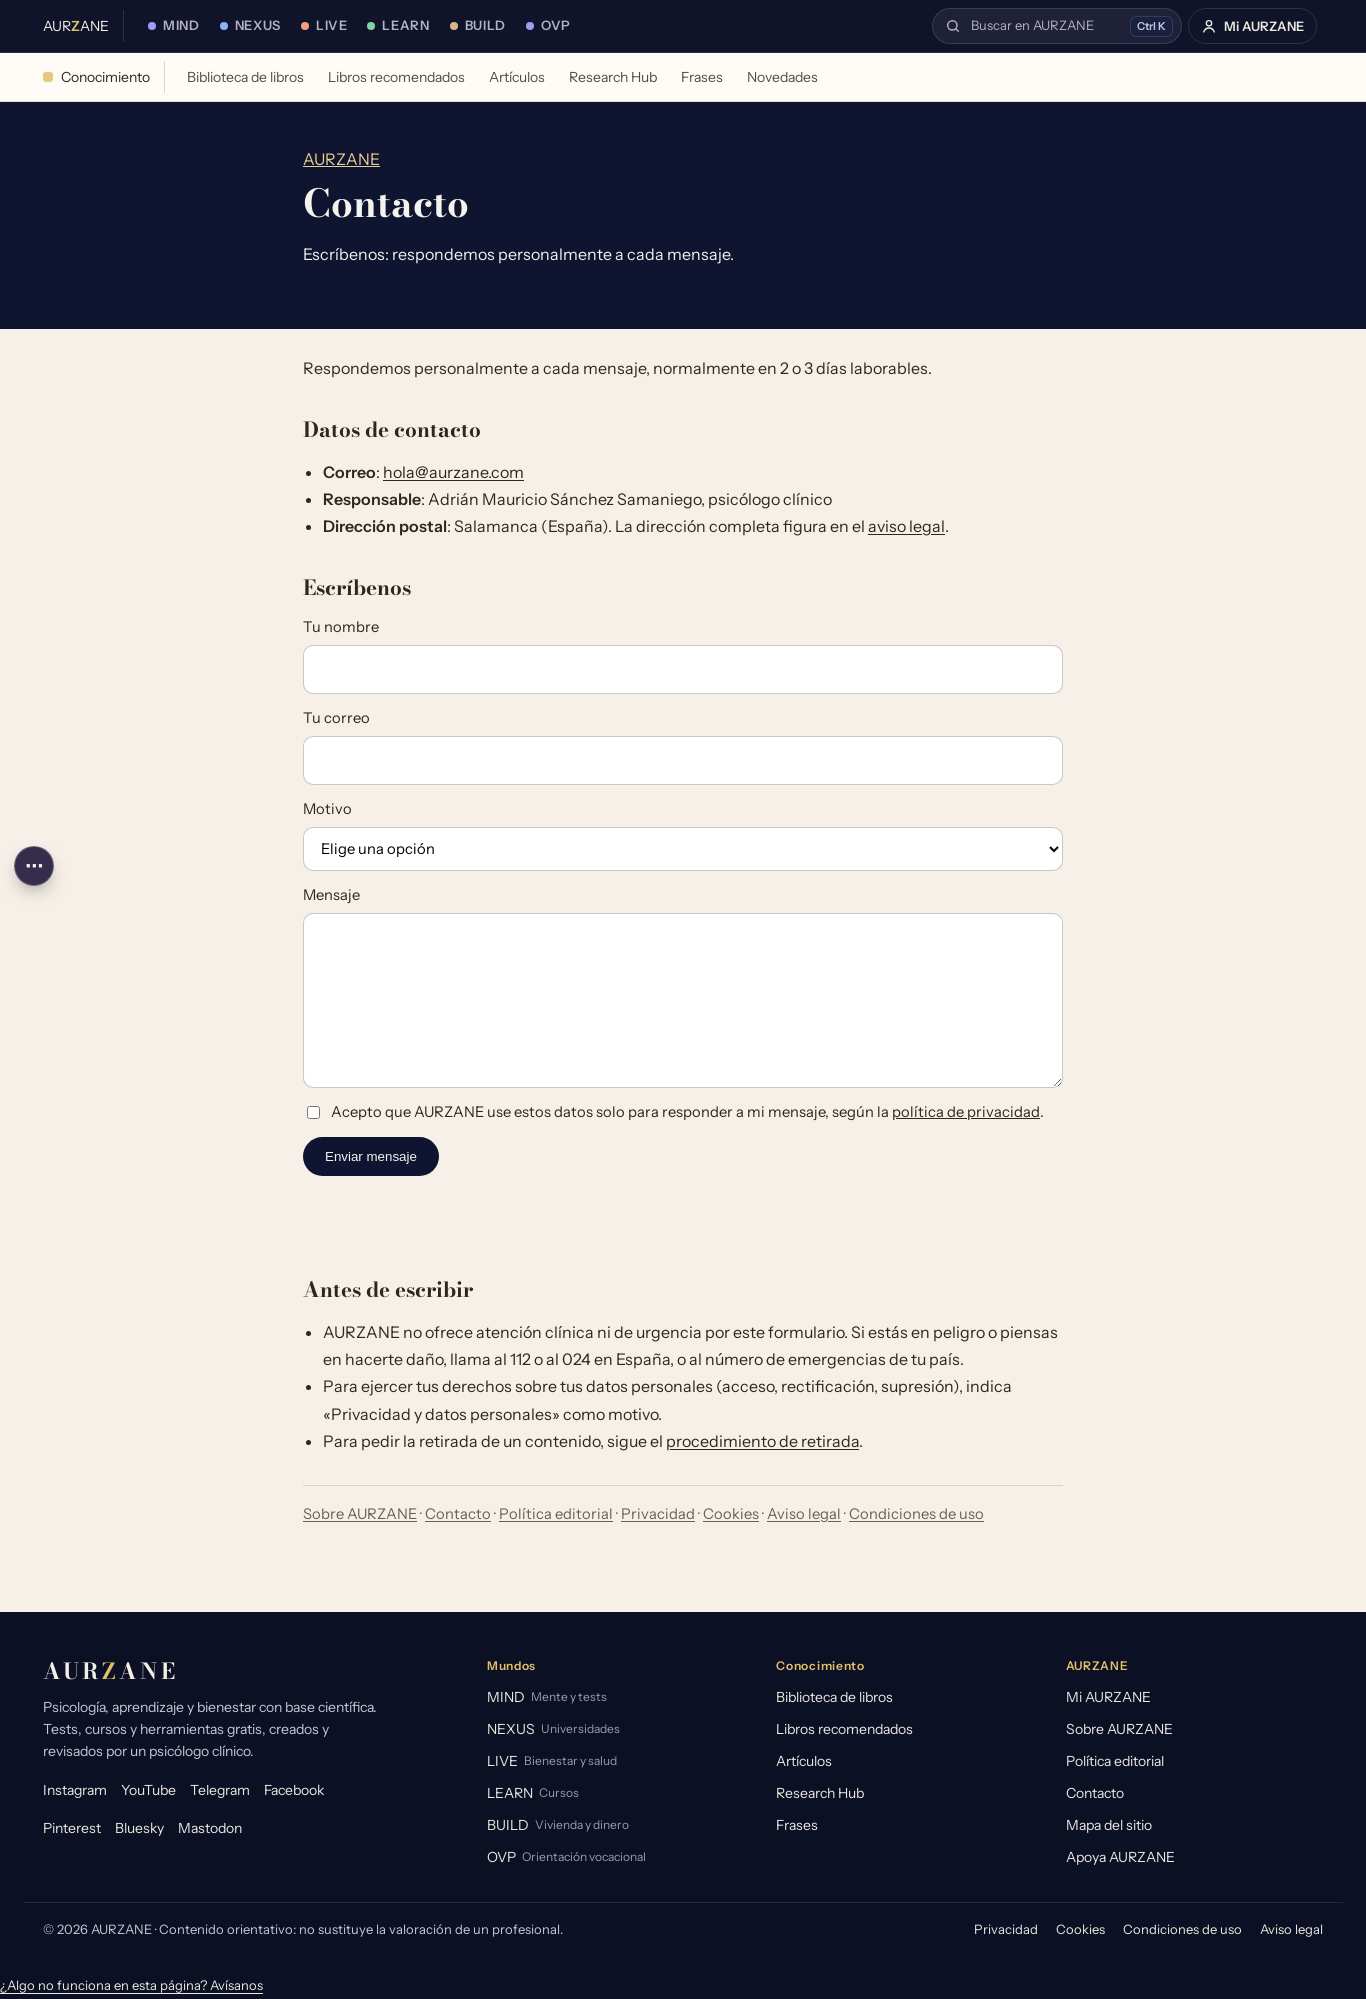 AURZANE
MIND
NEXUS
LIVE
LEARN
BUILD
OVP
Buscar en AURZANE
Ctrl K
Mi AURZANE
Conocimiento
Biblioteca de libros
Libros recomendados
Artículos
Research Hub
Frases
Novedades
AURZANE
Contacto
Escríbenos: respondemos personalmente a cada mensaje.
Respondemos personalmente a cada mensaje, normalmente en 2 o 3 días laborables.
Datos de contacto
Correo: hola@aurzane.com
Responsable: Adrián Mauricio Sánchez Samaniego, psicólogo clínico
Dirección postal: Salamanca (España). La dirección completa figura en el aviso legal.
Escríbenos
Tu nombre
Tu correo
Motivo
Elige una opción
Mensaje
Acepto que AURZANE use estos datos solo para responder a mi mensaje, según la política de privacidad.
Enviar mensaje
Antes de escribir
AURZANE no ofrece atención clínica ni de urgencia por este formulario. Si estás en peligro o piensas
en hacerte daño, llama al 112 o al 024 en España, o al número de emergencias de tu país.
Para ejercer tus derechos sobre tus datos personales (acceso, rectificación, supresión), indica
«Privacidad y datos personales» como motivo.
Para pedir la retirada de un contenido, sigue el procedimiento de retirada.
Sobre AURZANE · Contacto · Política editorial · Privacidad · Cookies · Aviso legal · Condiciones de uso
AURZANE
Psicología, aprendizaje y bienestar con base científica.
Tests, cursos y herramientas gratis, creados y
revisados por un psicólogo clínico.
Instagram YouTube Telegram Facebook
Pinterest Bluesky Mastodon
Mundos
MIND Mente y tests
NEXUS Universidades
LIVE Bienestar y salud
LEARN Cursos
BUILD Vivienda y dinero
OVP Orientación vocacional
Conocimiento
Biblioteca de libros
Libros recomendados
Artículos
Research Hub
Frases
AURZANE
Mi AURZANE
Sobre AURZANE
Política editorial
Contacto
Mapa del sitio
Apoya AURZANE
© 2026 AURZANE · Contenido orientativo: no sustituye la valoración de un profesional.
Privacidad Cookies Condiciones de uso Aviso legal
¿Algo no funciona en esta página? Avísanos